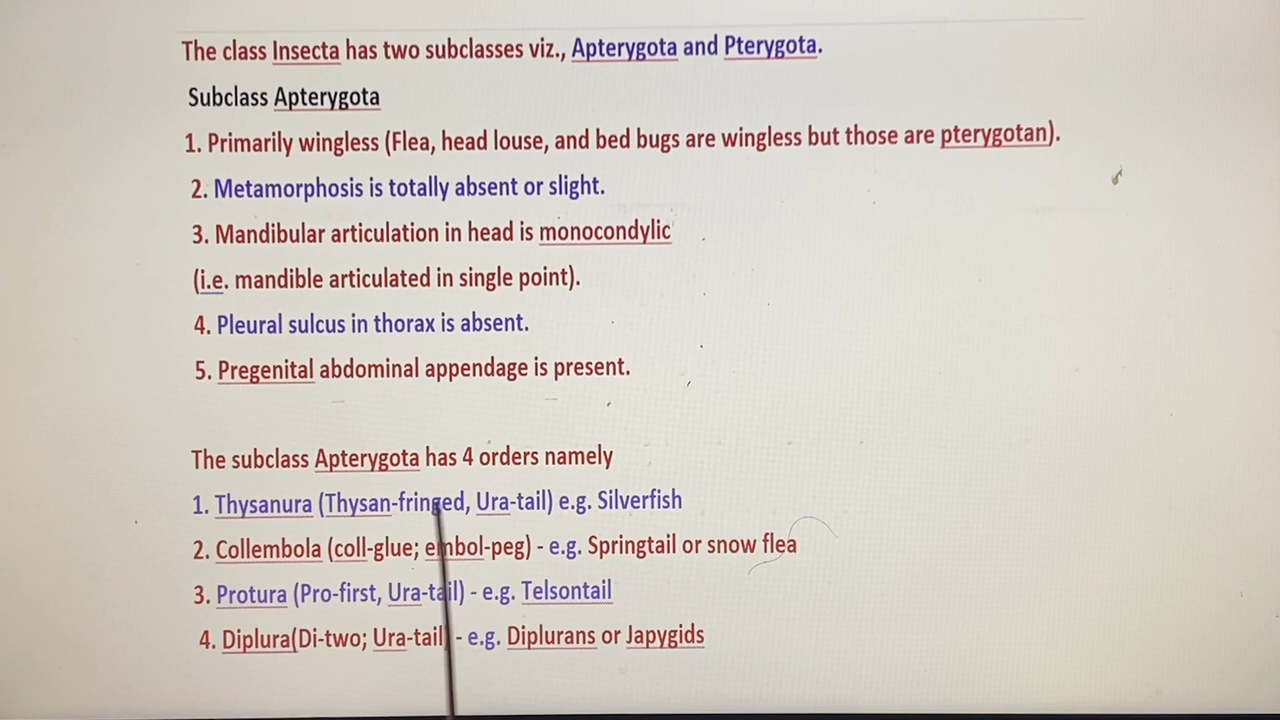 The class Insecta has two subclasses viz., Apterygota and Pterygota.
Subclass Apterygota
1. Primarily wingless (Flea, head louse, and bed bugs are wingless but those are pterygotan).
2. Metamorphosis is totally absent or slight.
3. Mandibular articulation in head is monocondylic
(i.e. mandible articulated in single point).
4. Pleural sulcus in thorax is absent.
5. Pregenital abdominal appendage is present.
The subclass Apterygota has 4 orders namely
1. Thysanura (Thysan-fringed, Ura-tail) e.g. Silverfish
2. Collembola (coll-glue; embol-peg) - e.g. Springtail or snow flea
3. Protura (Pro-first, Ura-tail) - e.g. Telsontail
4. Diplura(Di-two; Ura-tail) - e.g. Diplurans or Japygids